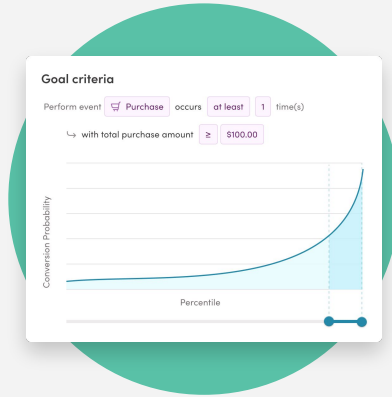 Goal criteria
Perform event Purchase occurs at least 1 time(s)
with total purchase amount ≥ $100.00
Conversion Probability
Percentile